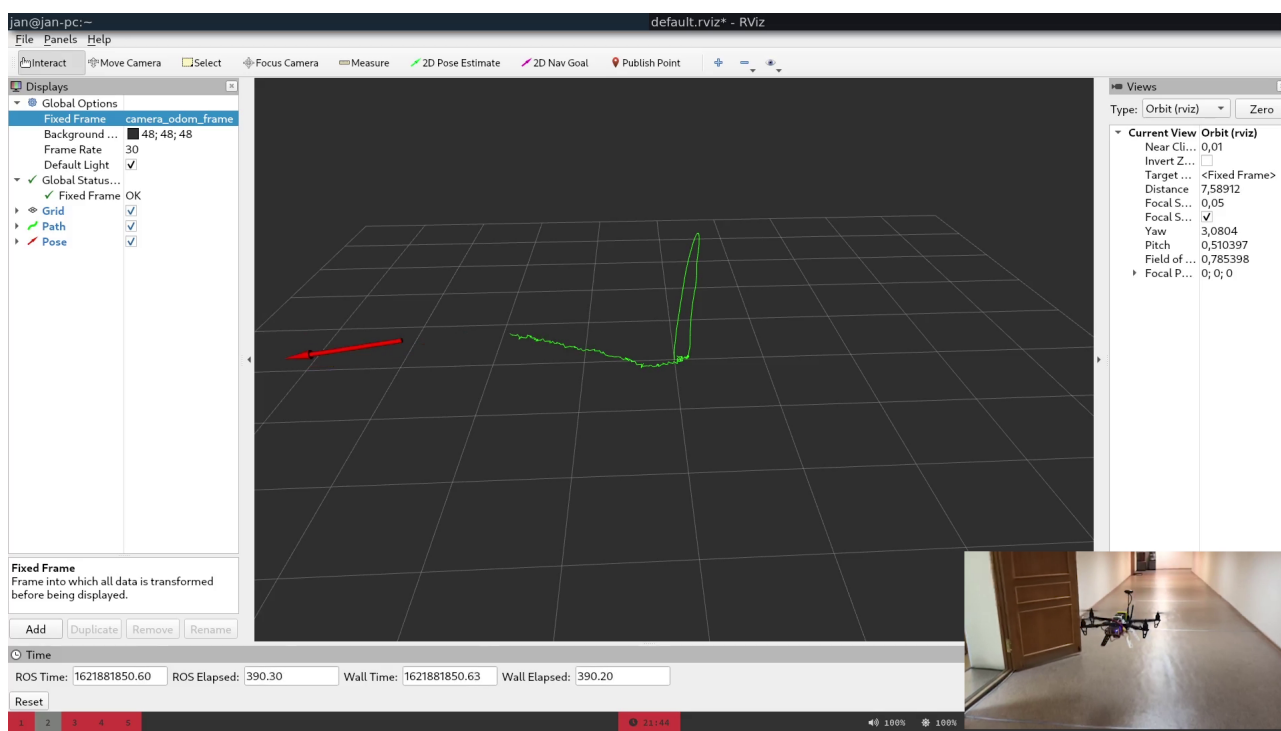 jan@jan-pc:~ default.rviz* - RViz
File Panels Help
Interact Move Camera Select Focus Camera Measure 2D Pose Estimate 2D Nav Goal Publish Point
Displays
Global Options
Fixed Frame camera_odom_frame
Background ... 48; 48; 48
Frame Rate 30
Default Light
Global Status...
Fixed Frame OK
Grid
Path
Pose
Fixed Frame
Frame into which all data is transformed
before being displayed.
Add Duplicate Remove Rename
Views
Type: Orbit (rviz) Zero
Current View Orbit (rviz)
Near Cli... 0,01
Invert Z...
Target ... <Fixed Frame>
Distance 7,58912
Focal S... 0,05
Focal S...
Yaw 3,0804
Pitch 0,510397
Field of ... 0,785398
Focal P... 0; 0; 0
Time
ROS Time: 1621881850.60 ROS Elapsed: 390.30 Wall Time: 1621881850.63 Wall Elapsed: 390.20
Reset
1 2 3 4 5 21:44 100% 100%